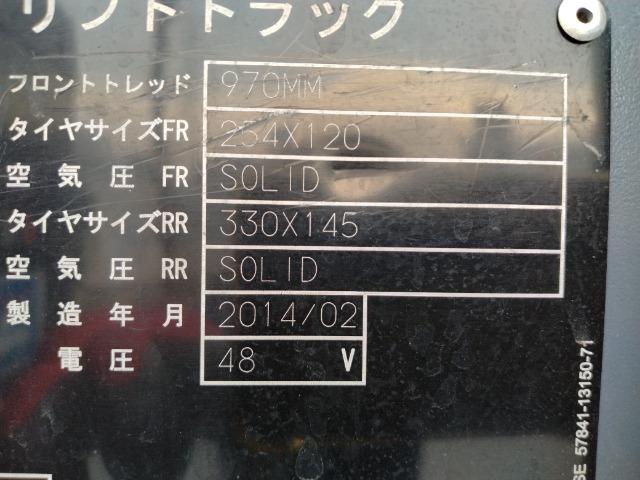 リフトトラック
フロントトレッド 970MM
タイヤサイズFR 254X120
空気圧 FR SOLID
タイヤサイズRR 330X145
空気圧 RR SOLID
製造年月 2014/02
電圧 48 V
SE 57841-13150-71